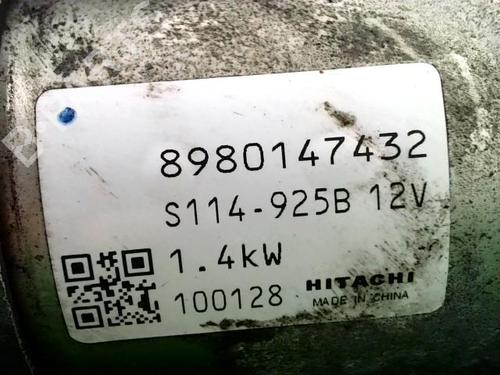 8980147432
S114-925B 12V
1.4kW
100128 HITACHI
MADE IN CHINA